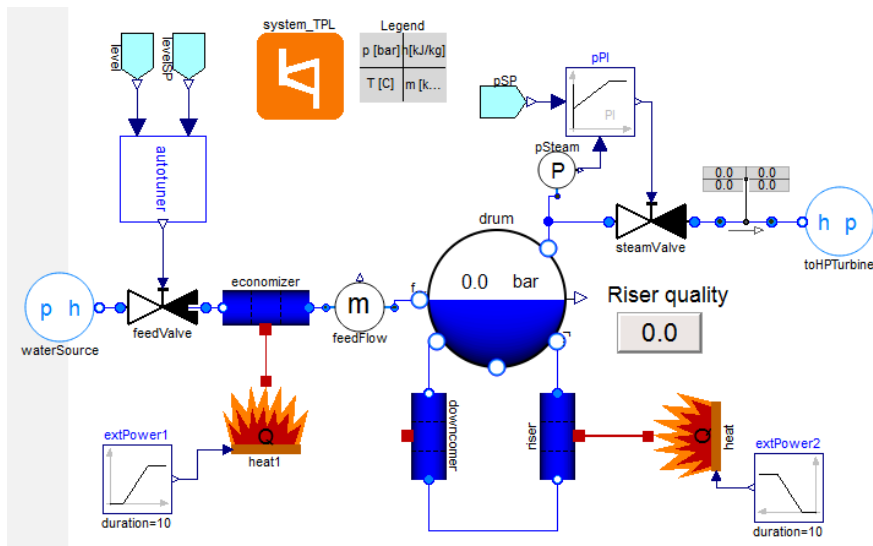 system_TPL
Legend
p [bar] h[kJ/kg]
T [C] m [k...
level
levelSP
pSP
pPI
PI
autotuner
pSteam
P
0.0 0.0
0.0 0.0
drum
steamValve
h p
toHPTurbine
economizer
0.0 bar
Riser quality
0.0
p h
waterSource
feedValve
m
feedFlow
f
downcomer
riser
Q
heat1
Q
heat
extPower1
duration=10
extPower2
duration=10